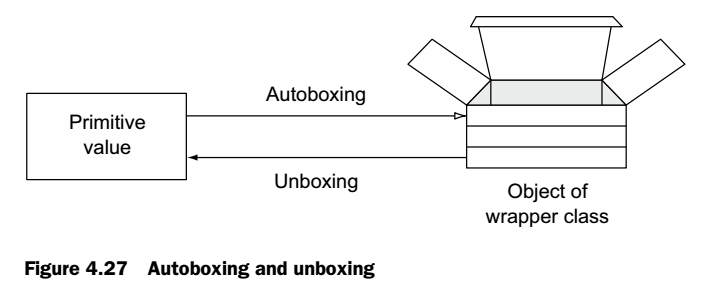 Autoboxing
Primitive
value
Unboxing
Object of
wrapper class
Figure 4.27 Autoboxing and unboxing